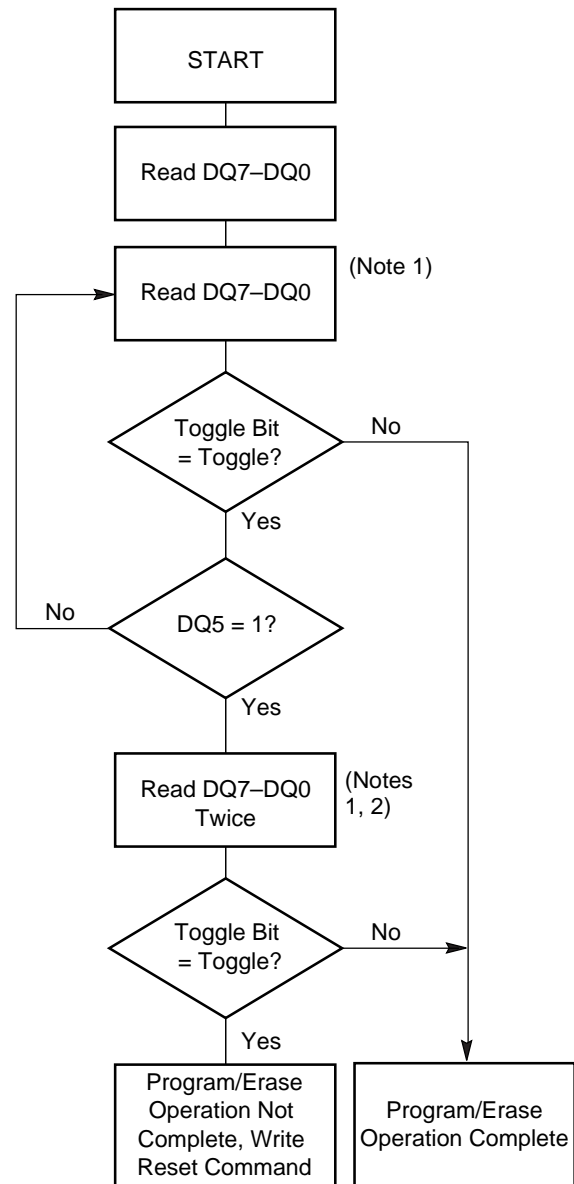 START
Read DQ7–DQ0
Read DQ7–DQ0
(Note 1)
Toggle Bit
= Toggle?
No
Yes
No
DQ5 = 1?
Yes
Read DQ7–DQ0
Twice
(Notes
1, 2)
Toggle Bit
= Toggle?
No
Yes
Program/Erase
Operation Not
Complete, Write
Reset Command
Program/Erase
Operation Complete